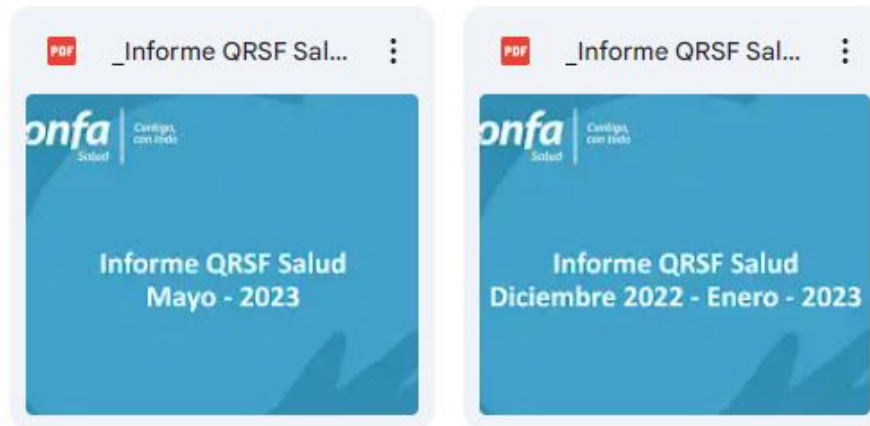 PDF _Informe QRSF Sal...
onfa
Salud
Contigo,
con todo
Informe QRSF Salud
Mayo - 2023
PDF _Informe QRSF Sal...
onfa
Salud
Contigo,
con todo
Informe QRSF Salud
Diciembre 2022 - Enero - 2023